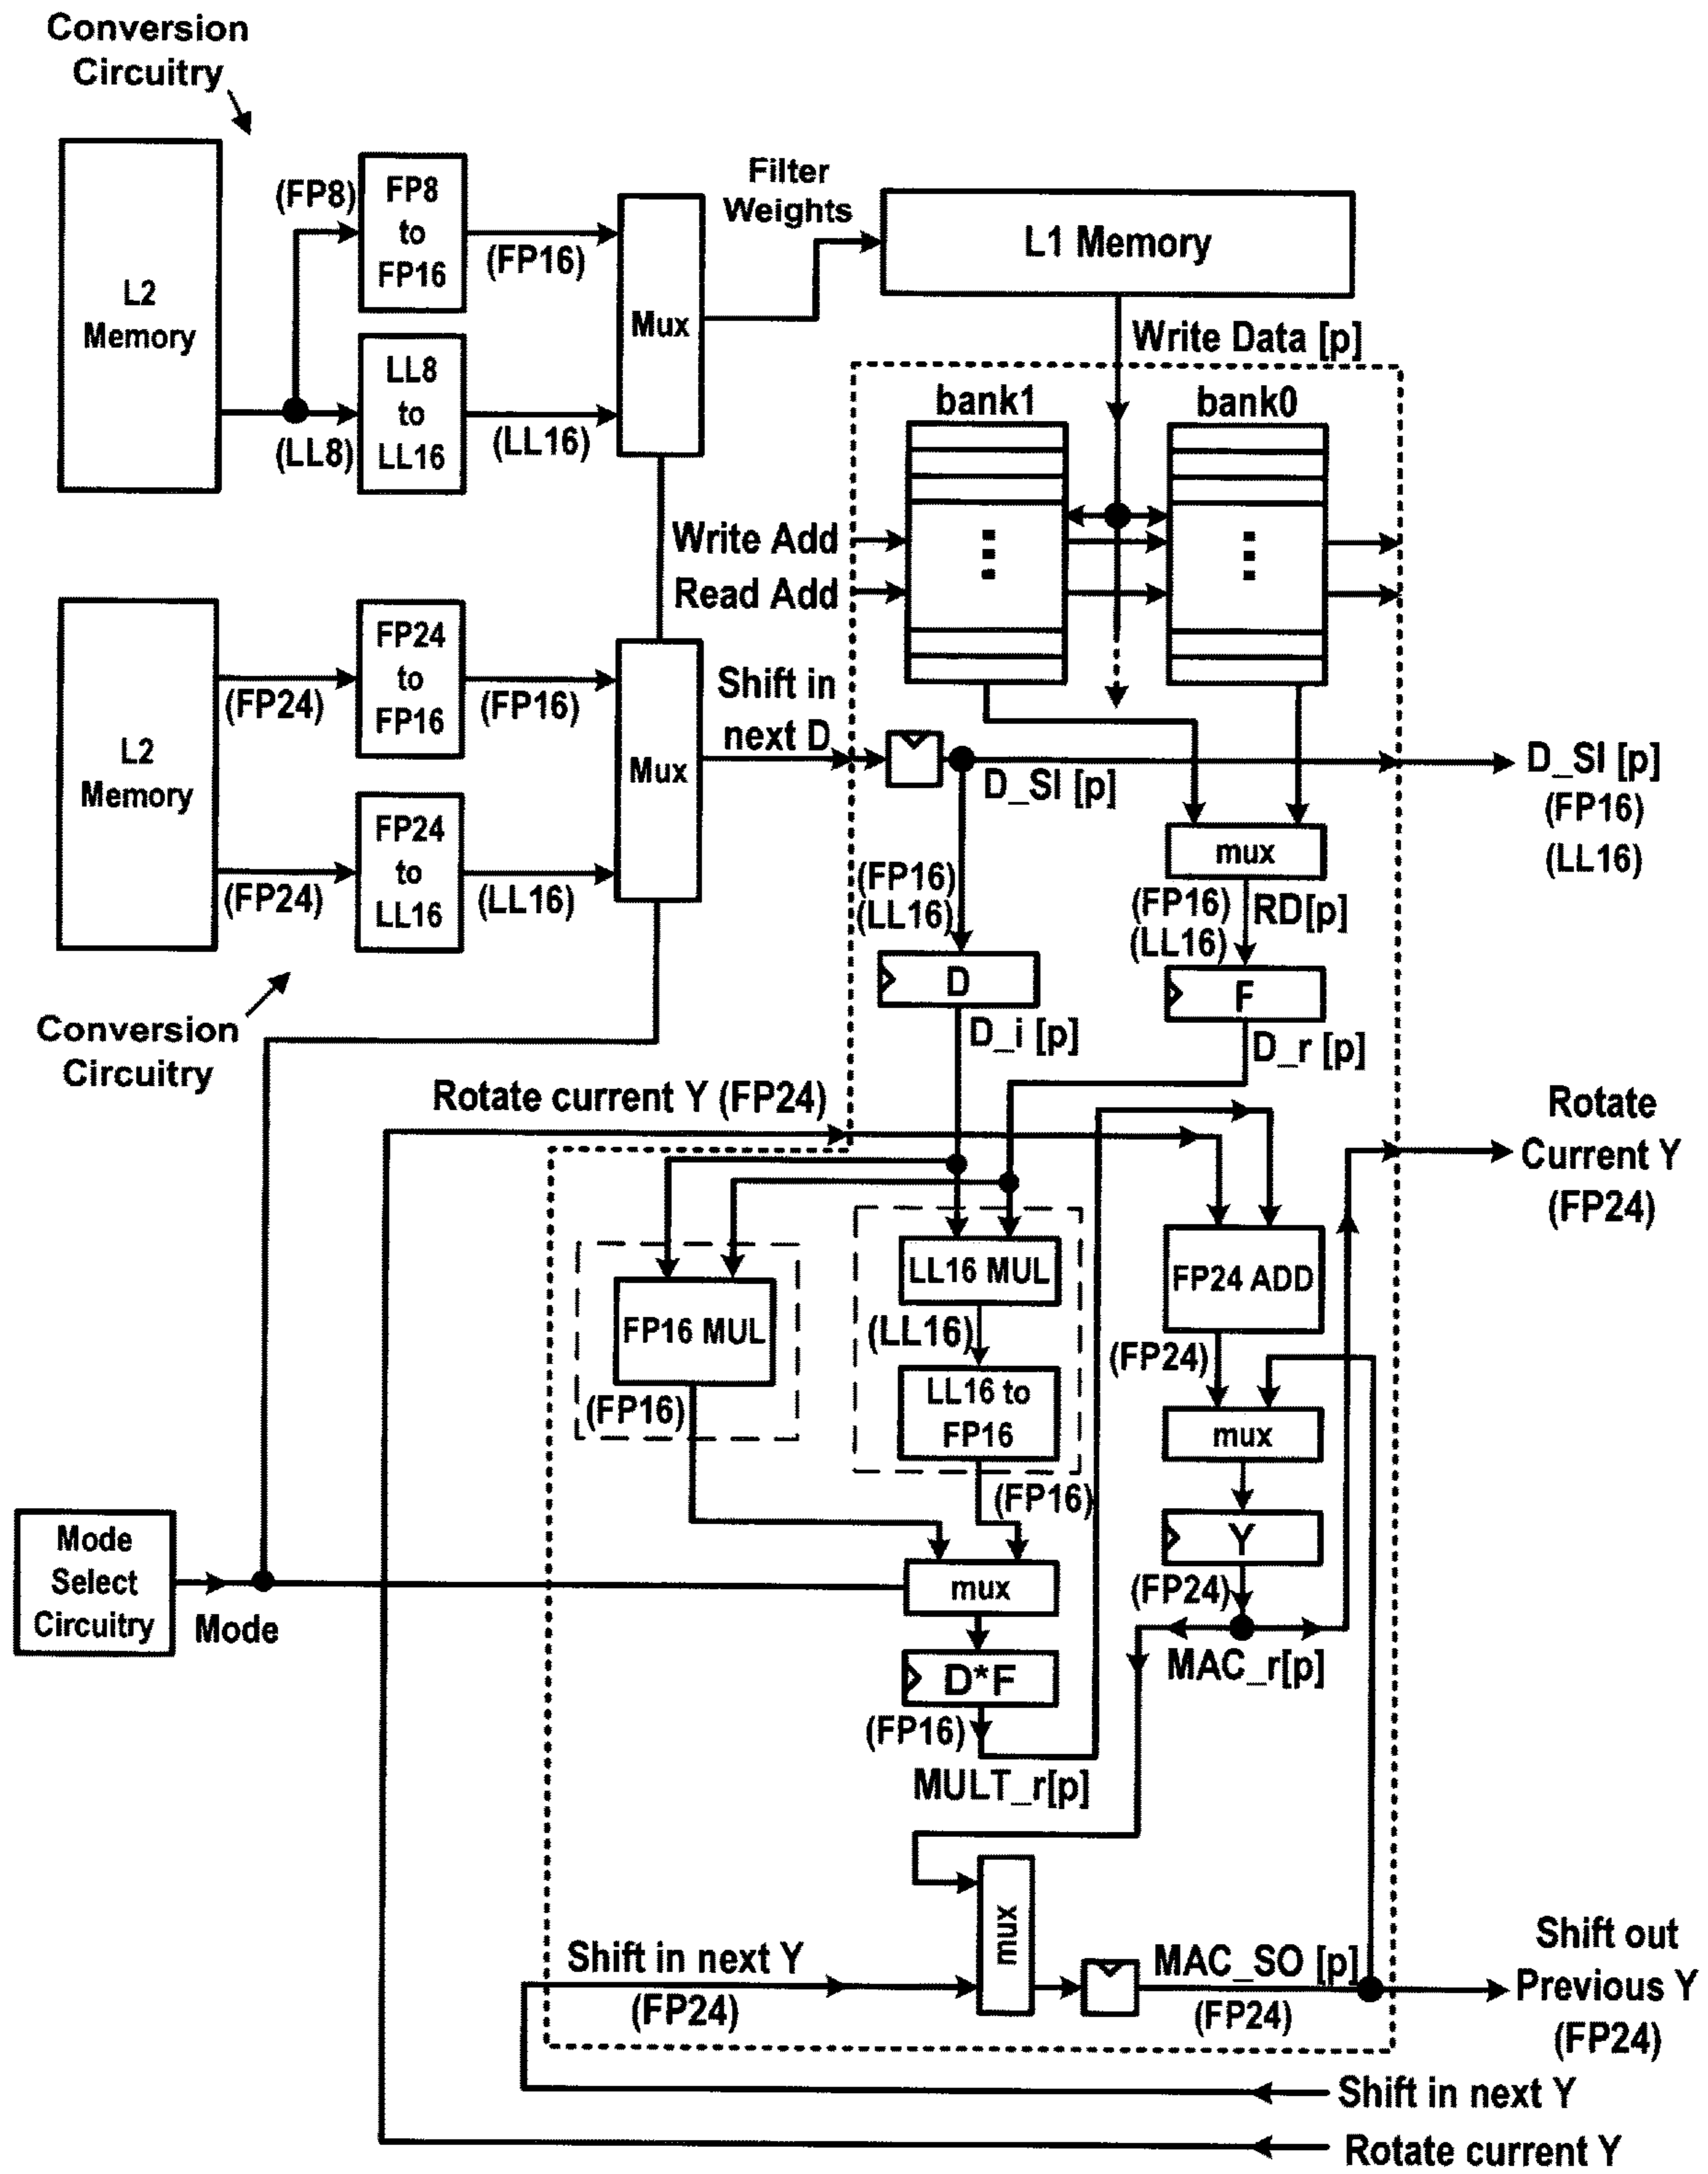 Conversion
Circuitry
L2
Memory
(FP8)
FP8
to
FP16
(FP16)
(LL8)
LL8
to
LL16
(LL16)
Mux
Filter
Weights
L1 Memory
Write Data [p]
bank1
bank0
Write Add
Read Add
L2
Memory
(FP24)
FP24
to
FP16
(FP16)
(FP24)
FP24
to
LL16
(LL16)
Mux
Shift in
next D
D_SI [p]
D_SI [p]
(FP16)
(LL16)
mux
(FP16)
(LL16)
(FP16)
(LL16)
RD[p]
D
F
D_i [p]
D_r [p]
Conversion
Circuitry
Rotate current Y (FP24)
Rotate
Current Y
(FP24)
FP16 MUL
(FP16)
LL16 MUL
(LL16)
LL16 to
FP16
(FP16)
FP24 ADD
(FP24)
mux
Y
(FP24)
MAC_r[p]
Mode
Select
Circuitry
Mode
mux
D*F
(FP16)
MULT_r[p]
Shift in next Y
(FP24)
mux
MAC_SO [p]
(FP24)
Shift out
Previous Y
(FP24)
Shift in next Y
Rotate current Y